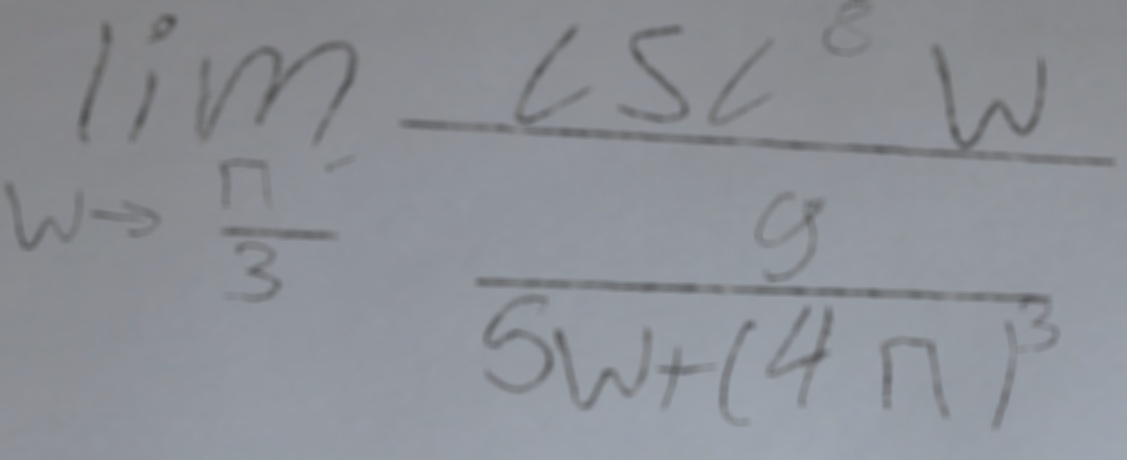 lim w→π/3⁻ csc⁸ w / (9 / (5w+(4π)³))